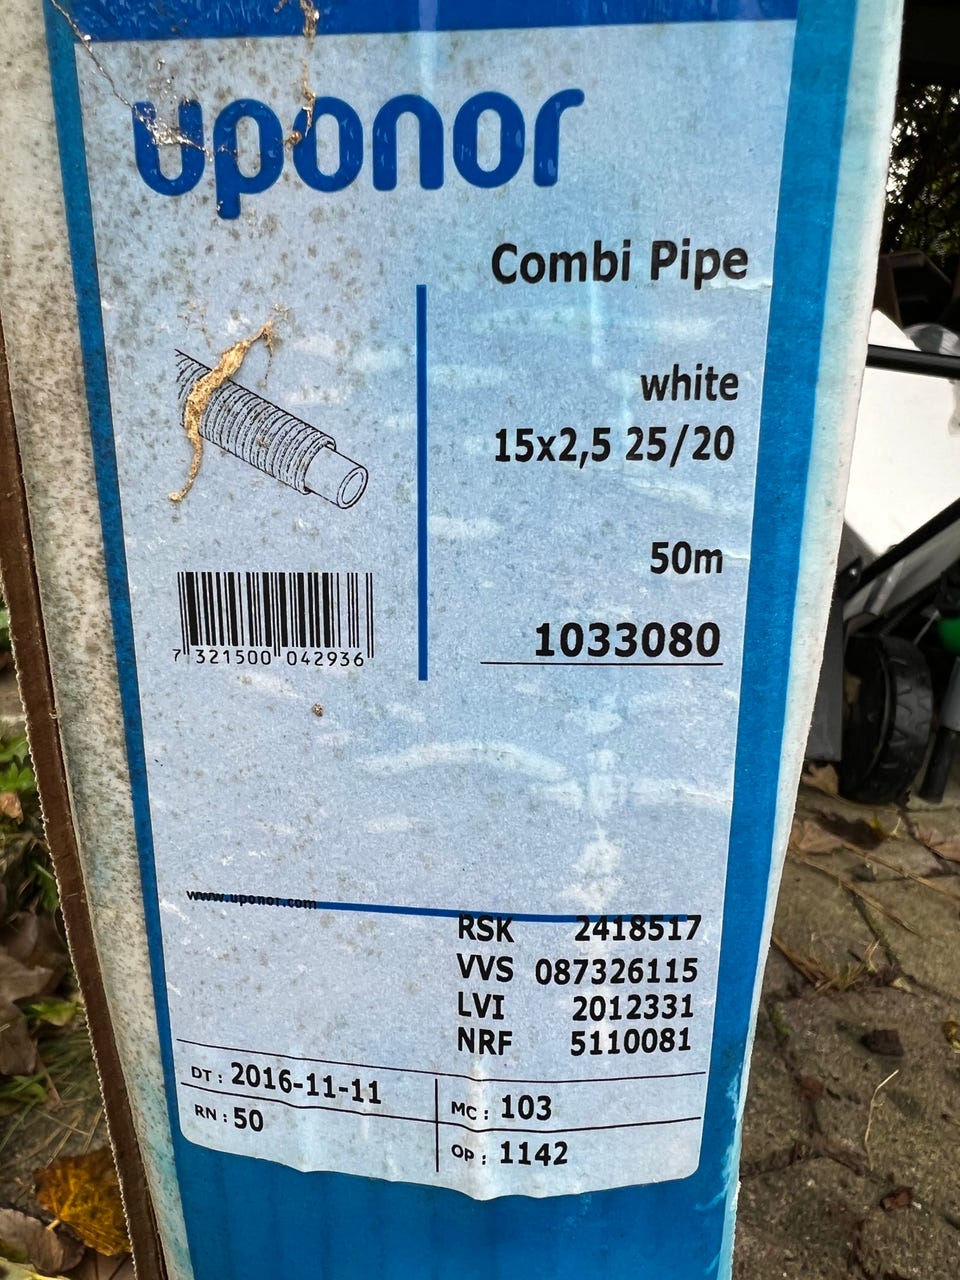 uponor
Combi Pipe
white
15x2,5 25/20
50m
1033080
7 321500 042936
www.uponor.com
RSK 2418517
VVS 087326115
LVI 2012331
NRF 5110081
DT : 2016-11-11
MC : 103
RN : 50
OP : 1142